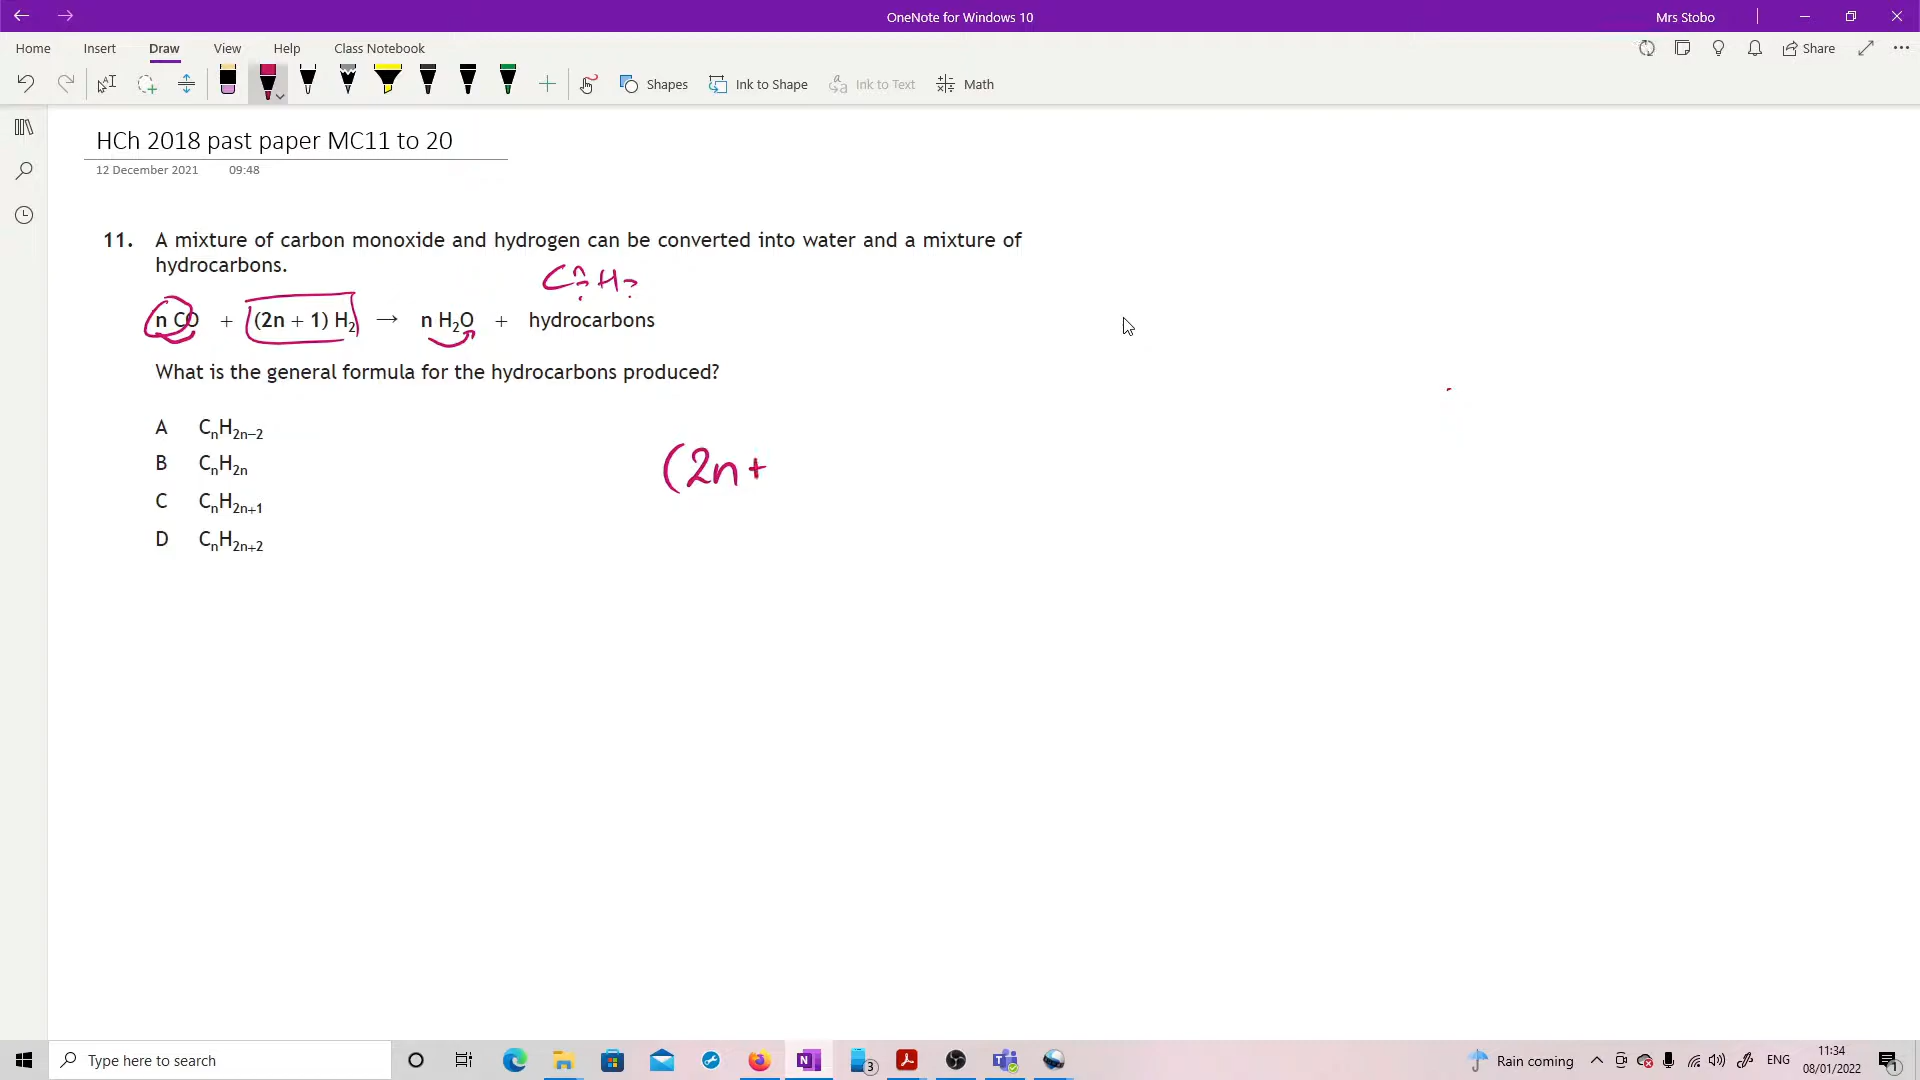 OneNote for Windows 10
Mrs Stobo
Home Insert Draw View Help Class Notebook
Share
Shapes
Ink to Shape
Ink to Text
Math
HCh 2018 past paper MC11 to 20
12 December 2021 09:48
11. A mixture of carbon monoxide and hydrogen can be converted into water and a mixture of
hydrocarbons.
CnH?
n CO + (2n + 1) H₂ → n H₂O + hydrocarbons
What is the general formula for the hydrocarbons produced?
A CₙH₂ₙ₋₂
B CₙH₂ₙ
C CₙH₂ₙ₊₁
D CₙH₂ₙ₊₂
(2n +
Type here to search
3
Rain coming
ENG
11:34
08/01/2022
1